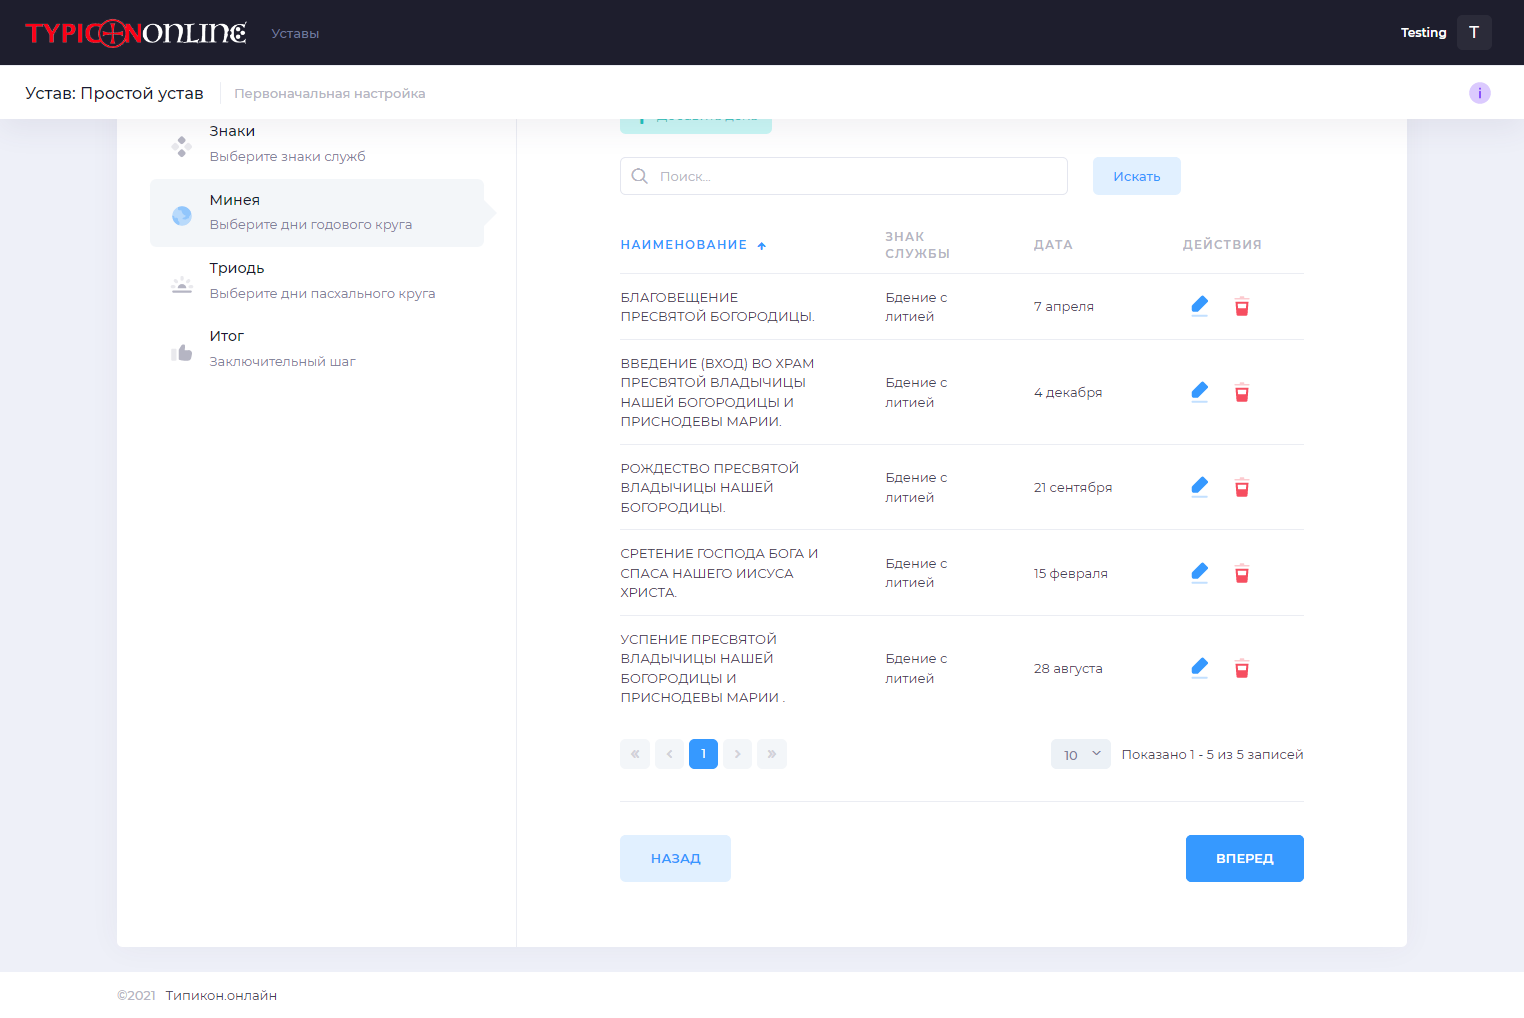 TYPICON ONLINE
Уставы
Testing
T
Устав: Простой устав
Первоначальная настройка
i
Знаки
Выберите знаки служб
Минея
Выберите дни годового круга
Триодь
Выберите дни пасхального круга
Итог
Заключительный шаг
Поиск...
Искать
НАИМЕНОВАНИЕ
ЗНАК
СЛУЖБЫ
ДАТА
ДЕЙСТВИЯ
БЛАГОВЕЩЕНИЕ
ПРЕСВЯТОЙ БОГОРОДИЦЫ.
Бдение с
литией
7 апреля
ВВЕДЕНИЕ (ВХОД) ВО ХРАМ
ПРЕСВЯТОЙ ВЛАДЫЧИЦЫ
НАШЕЙ БОГОРОДИЦЫ И
ПРИСНОДЕВЫ МАРИИ.
Бдение с
литией
4 декабря
РОЖДЕСТВО ПРЕСВЯТОЙ
ВЛАДЫЧИЦЫ НАШЕЙ
БОГОРОДИЦЫ.
Бдение с
литией
21 сентября
СРЕТЕНИЕ ГОСПОДА БОГА И
СПАСА НАШЕГО ИИСУСА
ХРИСТА.
Бдение с
литией
15 февраля
УСПЕНИЕ ПРЕСВЯТОЙ
ВЛАДЫЧИЦЫ НАШЕЙ
БОГОРОДИЦЫ И
ПРИСНОДЕВЫ МАРИИ .
Бдение с
литией
28 августа
1
10
Показано 1 - 5 из 5 записей
НАЗАД
ВПЕРЕД
©2021 Типикон.онлайн